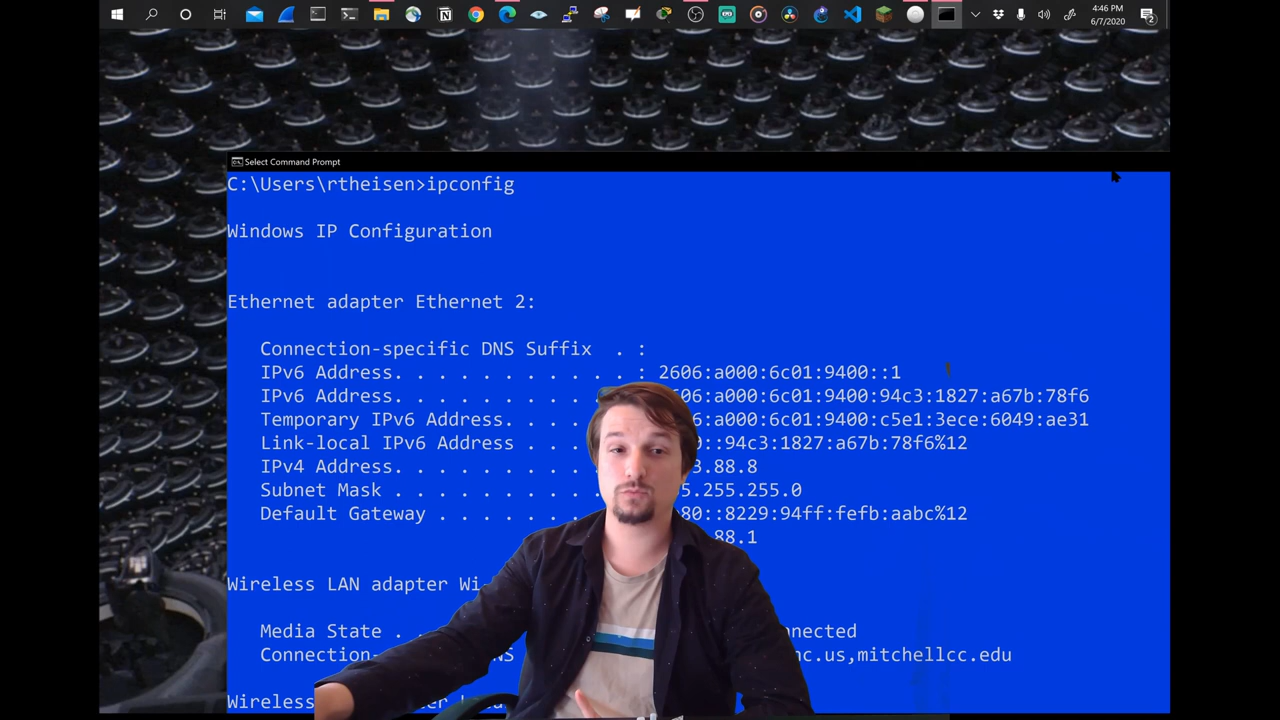 4:46 PM
6/7/2020
2
Select Command Prompt
C:\Users\rtheisen>ipconfig
Windows IP Configuration
Ethernet adapter Ethernet 2:
Connection-specific DNS Suffix . :
IPv6 Address. . . . . . . . . . . : 2606:a000:6c01:9400::1
IPv6 Address. . . . . . . . . . 606:a000:6c01:9400:94c3:1827:a67b:78f6
Temporary IPv6 Address. . . . . 6:a000:6c01:9400:c5e1:3ece:6049:ae31
Link-local IPv6 Address . . . . ::94c3:1827:a67b:78f6%12
IPv4 Address. . . . . . . . . . 3.88.8
Subnet Mask . . . . . . . . . . 5.255.255.0
Default Gateway . . . . . . . 80::8229:94ff:fefb:aabc%12
88.1
Wireless LAN adapter Wi-
Media State . . nnected
Connection- DNS nc.us,mitchellcc.edu
Wireless